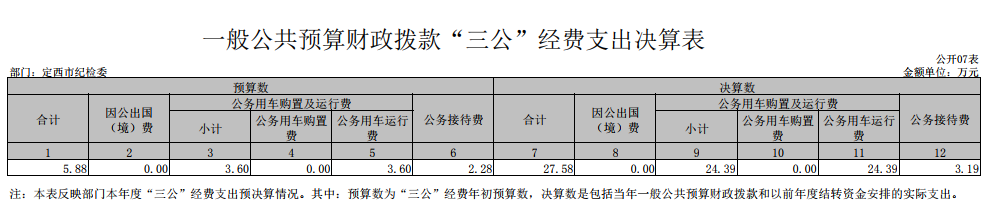 一般公共预算财政拨款“三公”经费支出决算表
公开07表
部门：定西市纪检委 金额单位：万元
预算数 决算数
合计 因公出国（境）费 公务用车购置及运行费 公务接待费 合计 因公出国（境）费 公务用车购置及运行费 公务接待费
小计 公务用车购置费 公务用车运行费 小计 公务用车购置费 公务用车运行费
1 2 3 4 5 6 7 8 9 10 11 12
5.88 0.00 3.60 0.00 3.60 2.28 27.58 0.00 24.39 0.00 24.39 3.19
注：本表反映部门本年度“三公”经费支出预决算情况。其中：预算数为“三公”经费年初预算数，决算数是包括当年一般公共预算财政拨款和以前年度结转资金安排的实际支出。